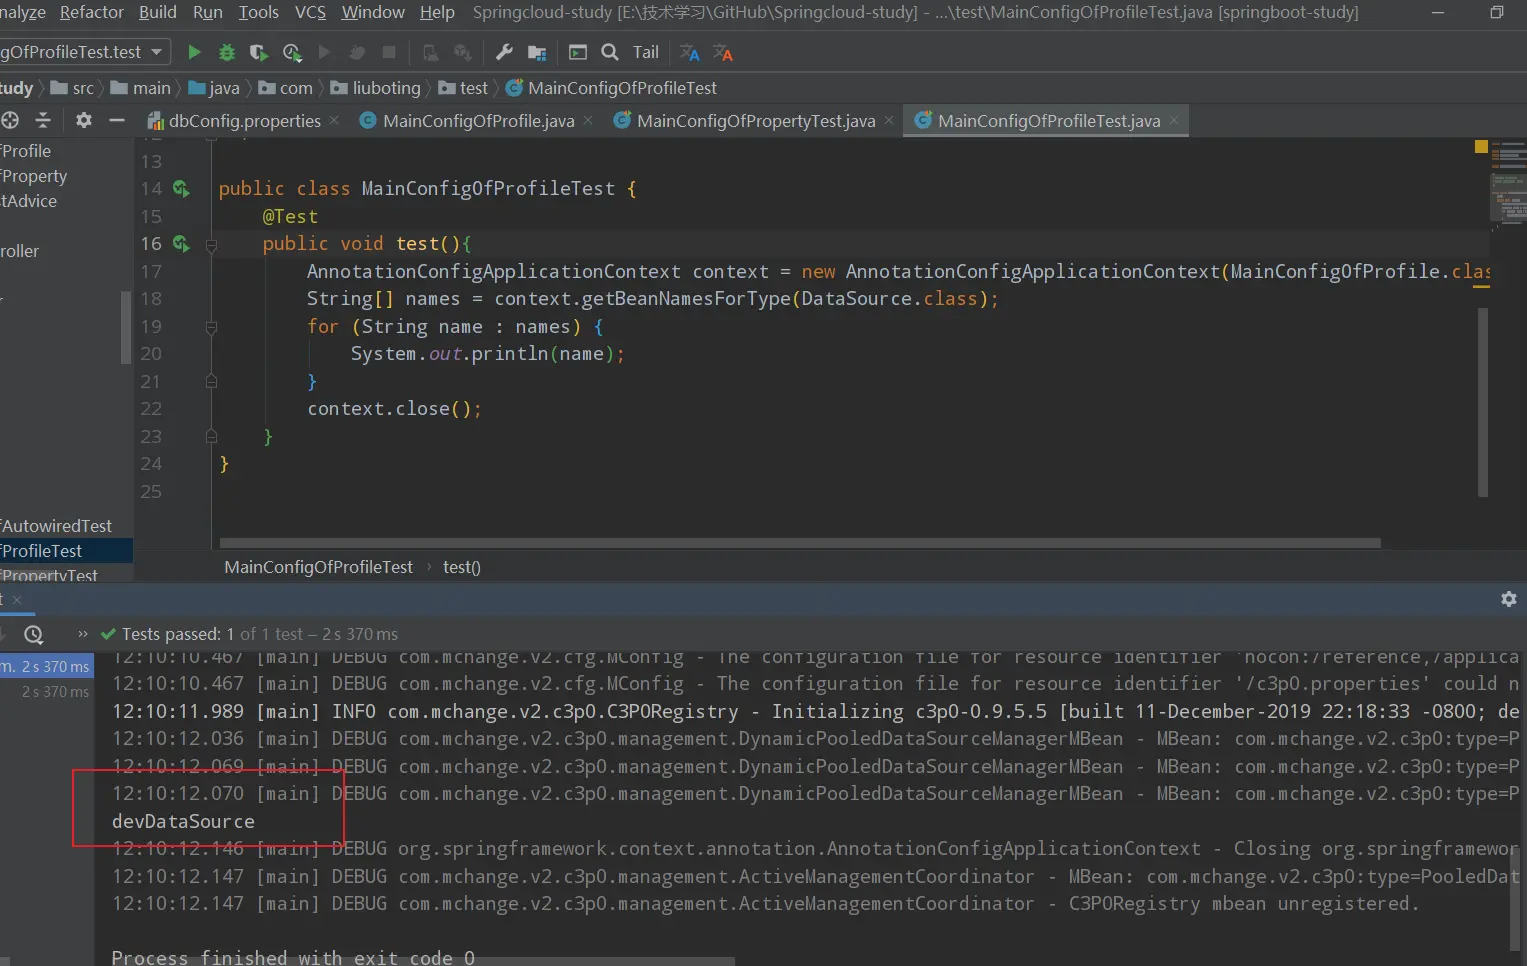 nalyze Refactor Build Run Tools VCS Window Help Springcloud-study [E:\技术学习\GitHub\Springcloud-study] - ...\test\MainConfigOfProfileTest.java [springboot-study]
gOfProfileTest.test Tail
tudy src main java com liuboting test MainConfigOfProfileTest
dbConfig.properties MainConfigOfProfile.java MainConfigOfPropertyTest.java MainConfigOfProfileTest.java
fProfile
fProperty
tAdvice
roller
fAutowiredTest
fProfileTest
fPropertyTest
12
13
14 public class MainConfigOfProfileTest {
15 @Test
16 public void test(){
17 AnnotationConfigApplicationContext context = new AnnotationConfigApplicationContext(MainConfigOfProfile.clas
18 String[] names = context.getBeanNamesForType(DataSource.class);
19 for (String name : names) {
20 System.out.println(name);
21 }
22 context.close();
23 }
24 }
25
MainConfigOfProfileTest › test()
t
» Tests passed: 1 of 1 test – 2 s 370 ms
m. 2 s 370 ms
2 s 370 ms
12:10:10.467 [main] DEBUG com.mchange.v2.cfg.MConfig - The configuration file for resource identifier 'hocon:/reference,/applica
12:10:10.467 [main] DEBUG com.mchange.v2.cfg.MConfig - The configuration file for resource identifier '/c3p0.properties' could n
12:10:11.989 [main] INFO com.mchange.v2.c3p0.C3P0Registry - Initializing c3p0-0.9.5.5 [built 11-December-2019 22:18:33 -0800; de
12:10:12.036 [main] DEBUG com.mchange.v2.c3p0.management.DynamicPooledDataSourceManagerMBean - MBean: com.mchange.v2.c3p0:type=P
12:10:12.069 [main] DEBUG com.mchange.v2.c3p0.management.DynamicPooledDataSourceManagerMBean - MBean: com.mchange.v2.c3p0:type=P
12:10:12.070 [main] DEBUG com.mchange.v2.c3p0.management.DynamicPooledDataSourceManagerMBean - MBean: com.mchange.v2.c3p0:type=P
devDataSource
12:10:12.146 [main] DEBUG org.springframework.context.annotation.AnnotationConfigApplicationContext - Closing org.springframewor
12:10:12.147 [main] DEBUG com.mchange.v2.c3p0.management.ActiveManagementCoordinator - MBean: com.mchange.v2.c3p0:type=PooledDat
12:10:12.147 [main] DEBUG com.mchange.v2.c3p0.management.ActiveManagementCoordinator - C3P0Registry mbean unregistered.
Process finished with exit code 0